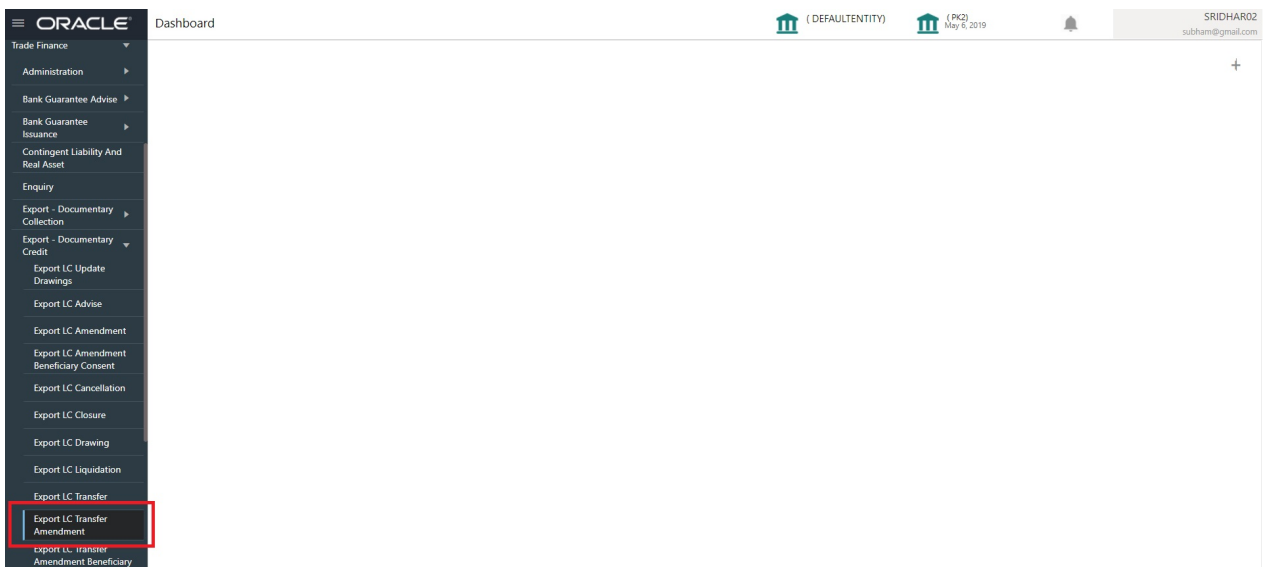 ORACLE
Dashboard
( DEFAULTENTITY)
( PK2)
May 6, 2019
SRIDHAR02
subham@gmail.com
Trade Finance
Administration
Bank Guarantee Advise
Bank Guarantee
Issuance
Contingent Liability And
Real Asset
Enquiry
Export - Documentary
Collection
Export - Documentary
Credit
Export LC Update
Drawings
Export LC Advise
Export LC Amendment
Export LC Amendment
Beneficiary Consent
Export LC Cancellation
Export LC Closure
Export LC Drawing
Export LC Liquidation
Export LC Transfer
Export LC Transfer
Amendment
Export LC Transfer
Amendment Beneficiary